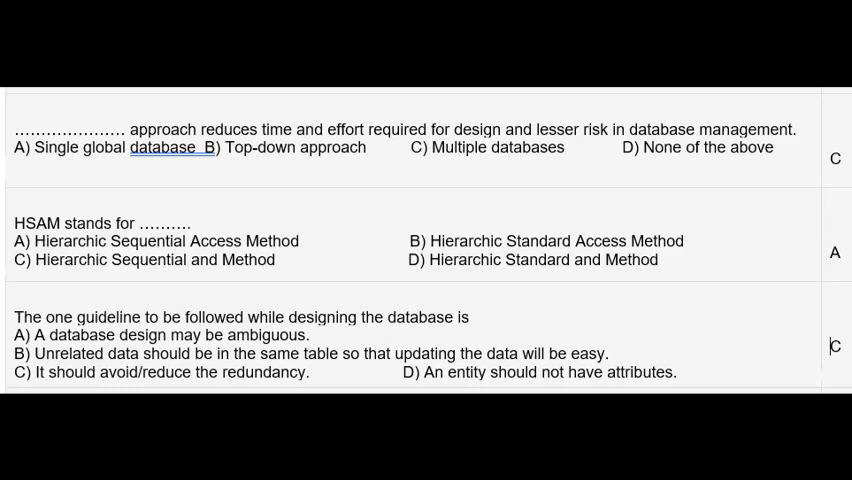 ………………… approach reduces time and effort required for design and lesser risk in database management.
A) Single global database B) Top-down approach C) Multiple databases D) None of the above
C
HSAM stands for ……….
A) Hierarchic Sequential Access Method B) Hierarchic Standard Access Method
C) Hierarchic Sequential and Method D) Hierarchic Standard and Method
A
The one guideline to be followed while designing the database is
A) A database design may be ambiguous.
B) Unrelated data should be in the same table so that updating the data will be easy.
C) It should avoid/reduce the redundancy. D) An entity should not have attributes.
C